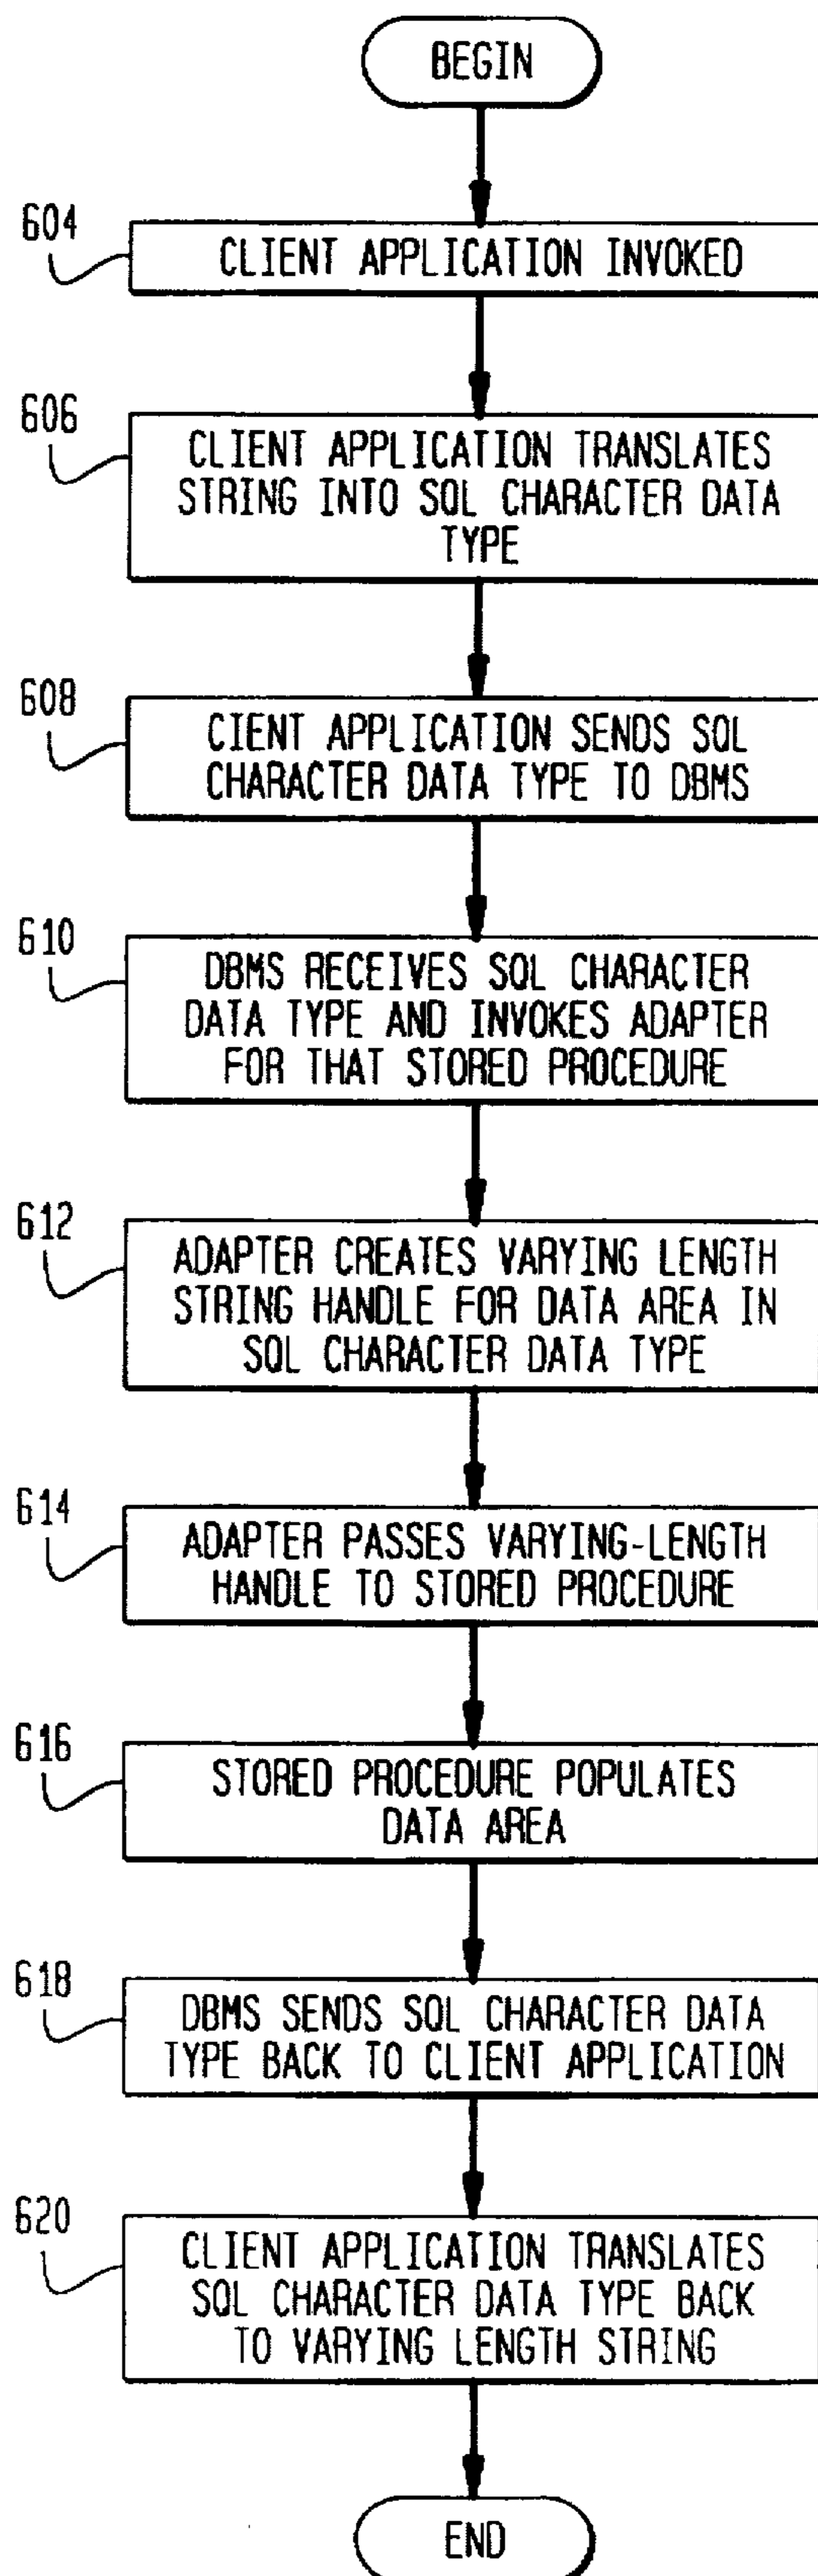 BEGIN
604
CLIENT APPLICATION INVOKED
606
CLIENT APPLICATION TRANSLATES
STRING INTO SQL CHARACTER DATA
TYPE
608
CIENT APPLICATION SENDS SQL
CHARACTER DATA TYPE TO DBMS
610
DBMS RECEIVES SQL CHARACTER
DATA TYPE AND INVOKES ADAPTER
FOR THAT STORED PROCEDURE
612
ADAPTER CREATES VARYING LENGTH
STRING HANDLE FOR DATA AREA IN
SQL CHARACTER DATA TYPE
614
ADAPTER PASSES VARYING-LENGTH
HANDLE TO STORED PROCEDURE
616
STORED PROCEDURE POPULATES
DATA AREA
618
DBMS SENDS SQL CHARACTER DATA
TYPE BACK TO CLIENT APPLICATION
620
CLIENT APPLICATION TRANSLATES
SQL CHARACTER DATA TYPE BACK
TO VARYING LENGTH STRING
END